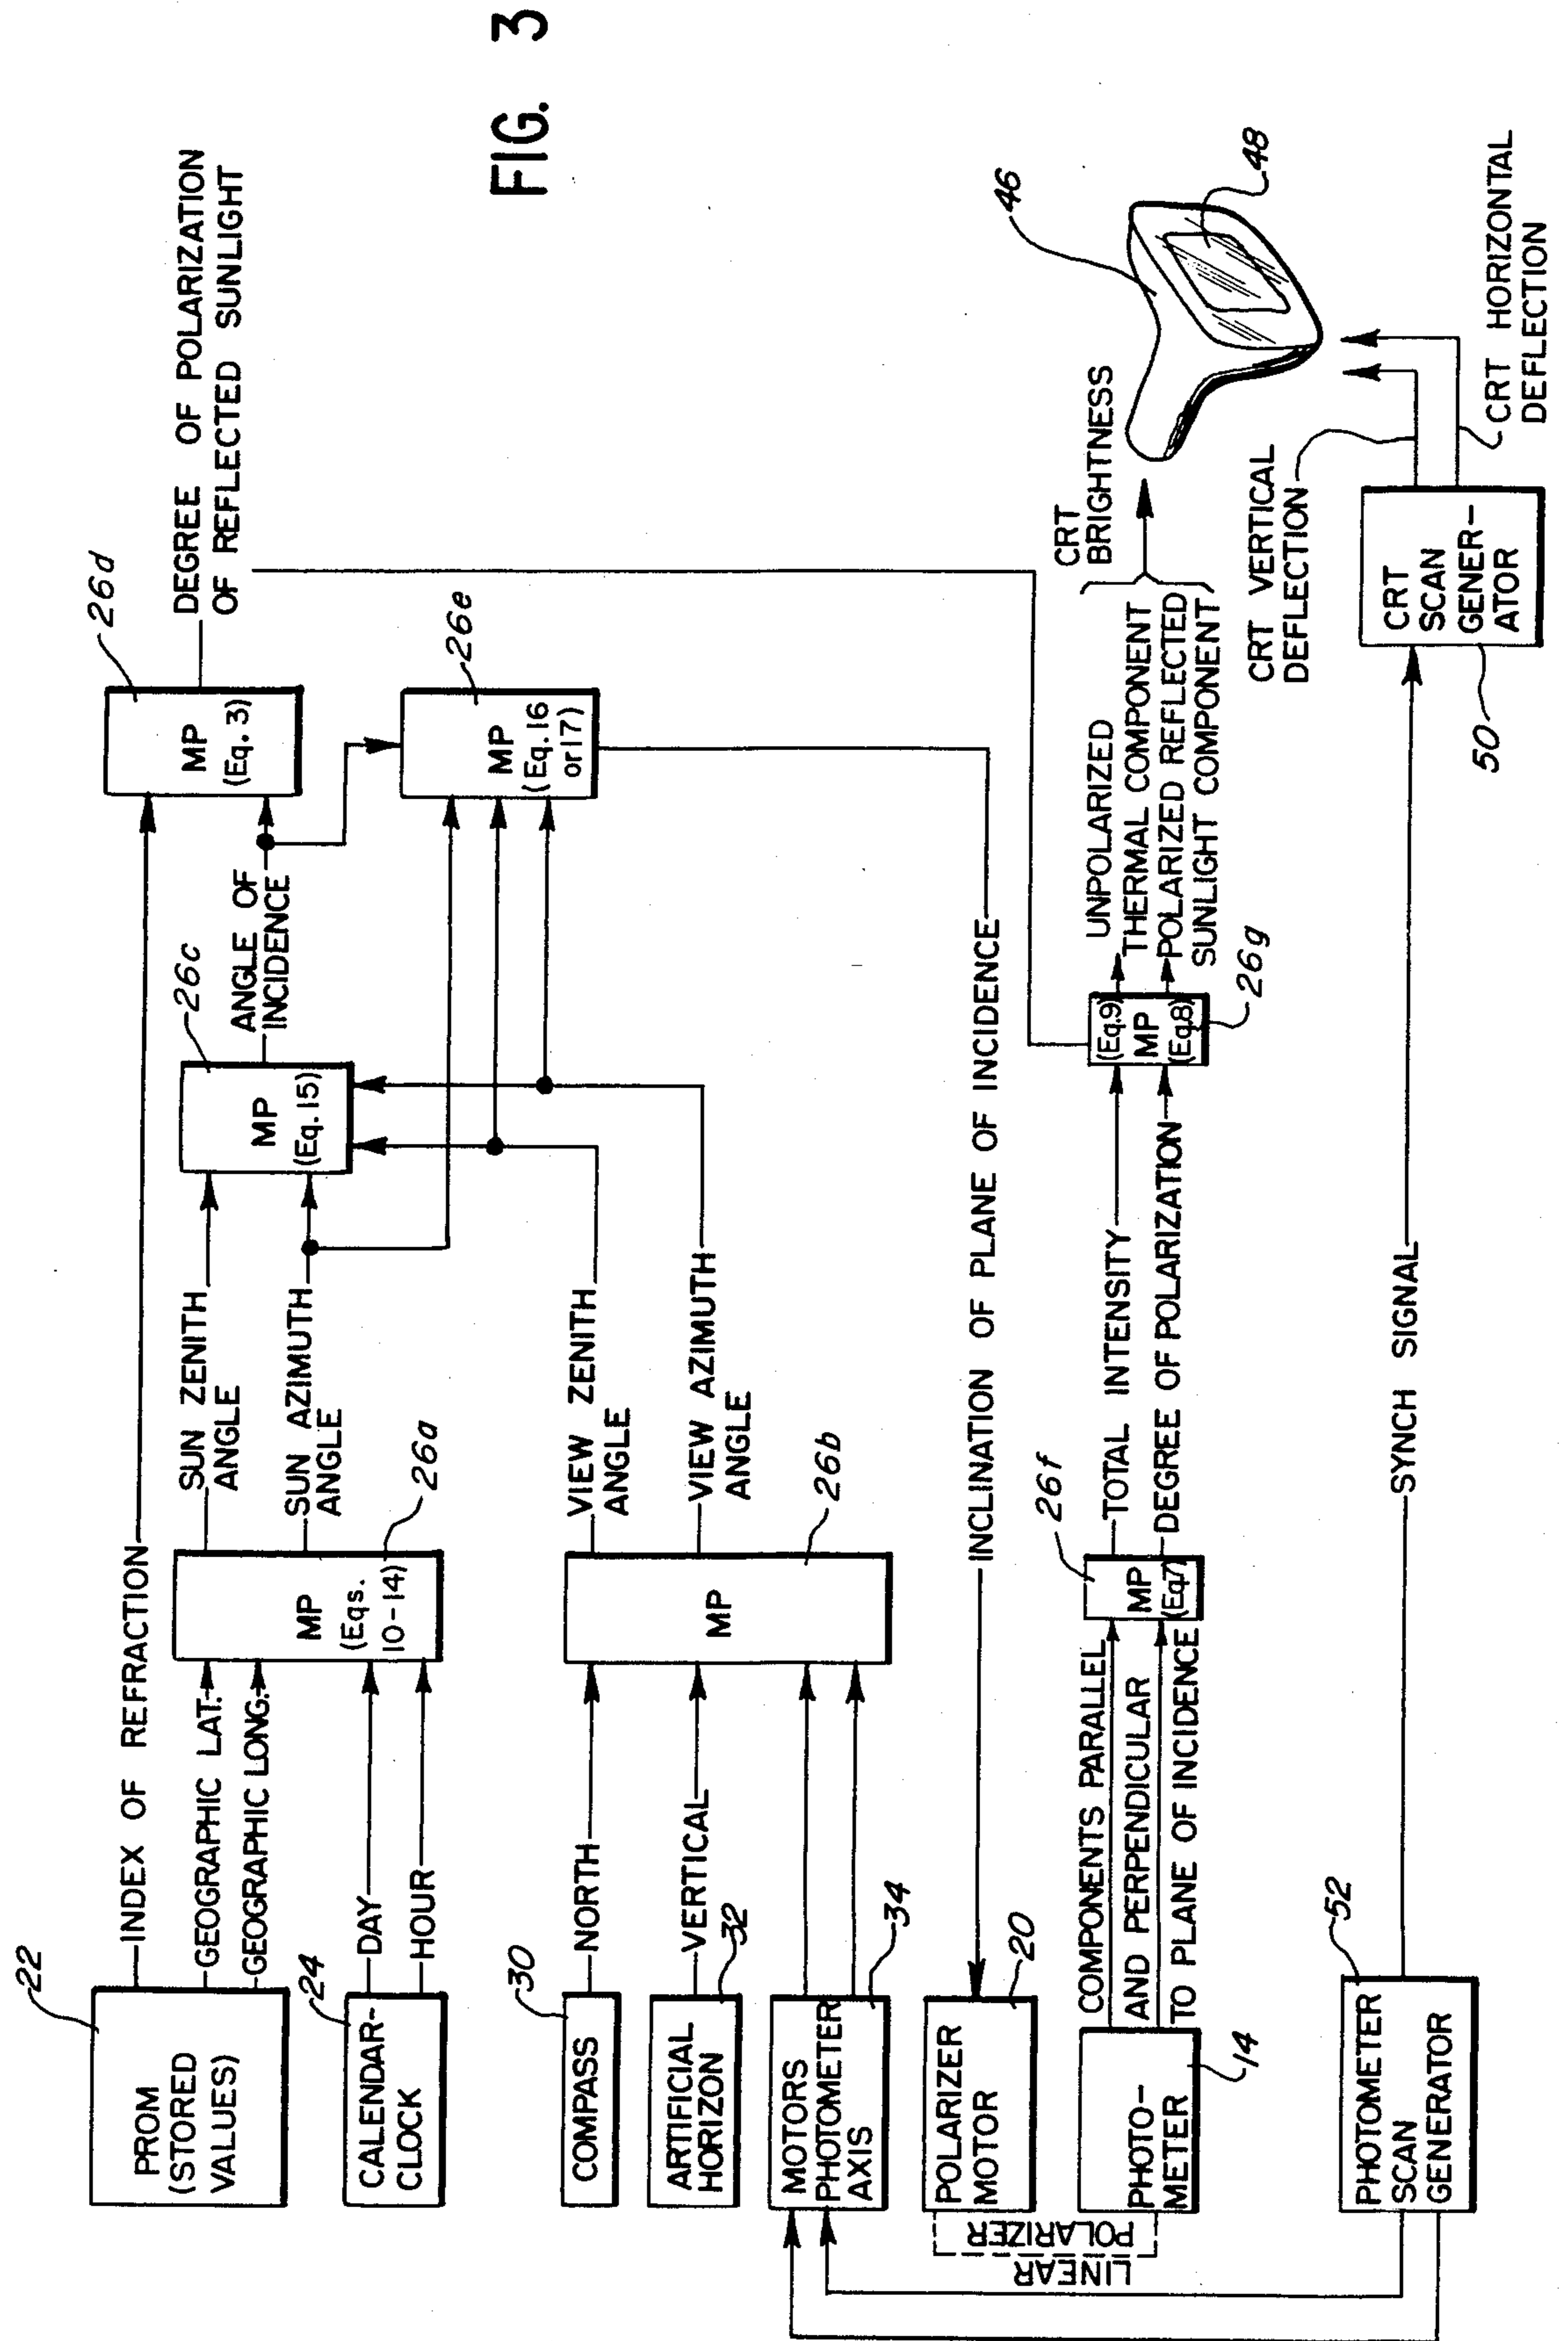 FIG. 3
22
PROM
(STORED
VALUES)
INDEX OF REFRACTION
GEOGRAPHIC LAT.
GEOGRAPHIC LONG.
24
CALENDAR-
CLOCK
DAY
HOUR
MP
(Eqs.
10-14)
26a
SUN ZENITH
ANGLE
SUN AZIMUTH
ANGLE
MP
(Eq. 15)
26c
ANGLE OF
INCIDENCE
MP
(Eq. 3)
26d
DEGREE OF POLARIZATION
OF REFLECTED SUNLIGHT
MP
(Eq. 16
or 17)
26e
30
COMPASS
NORTH
ARTIFICIAL
HORIZON
32
VERTICAL
MOTORS
PHOTOMETER
AXIS
34
MP
26b
VIEW ZENITH
ANGLE
VIEW AZIMUTH
ANGLE
POLARIZER
MOTOR
20
INCLINATION OF PLANE OF INCIDENCE
LINEAR
POLARIZER
PHOTO-
METER
14
COMPONENTS PARALLEL
AND PERPENDICULAR
TO PLANE OF INCIDENCE
26f
MP
(Eq7)
TOTAL INTENSITY
DEGREE OF POLARIZATION
(Eq.9)
MP
(Eq.8)
26g
UNPOLARIZED
THERMAL COMPONENT
POLARIZED REFLECTED
SUNLIGHT COMPONENT
CRT
BRIGHTNESS
46
48
PHOTOMETER
SCAN
GENERATOR
52
SYNCH SIGNAL
CRT
SCAN
GENER-
ATOR
50
CRT VERTICAL
DEFLECTION
CRT HORIZONTAL
DEFLECTION